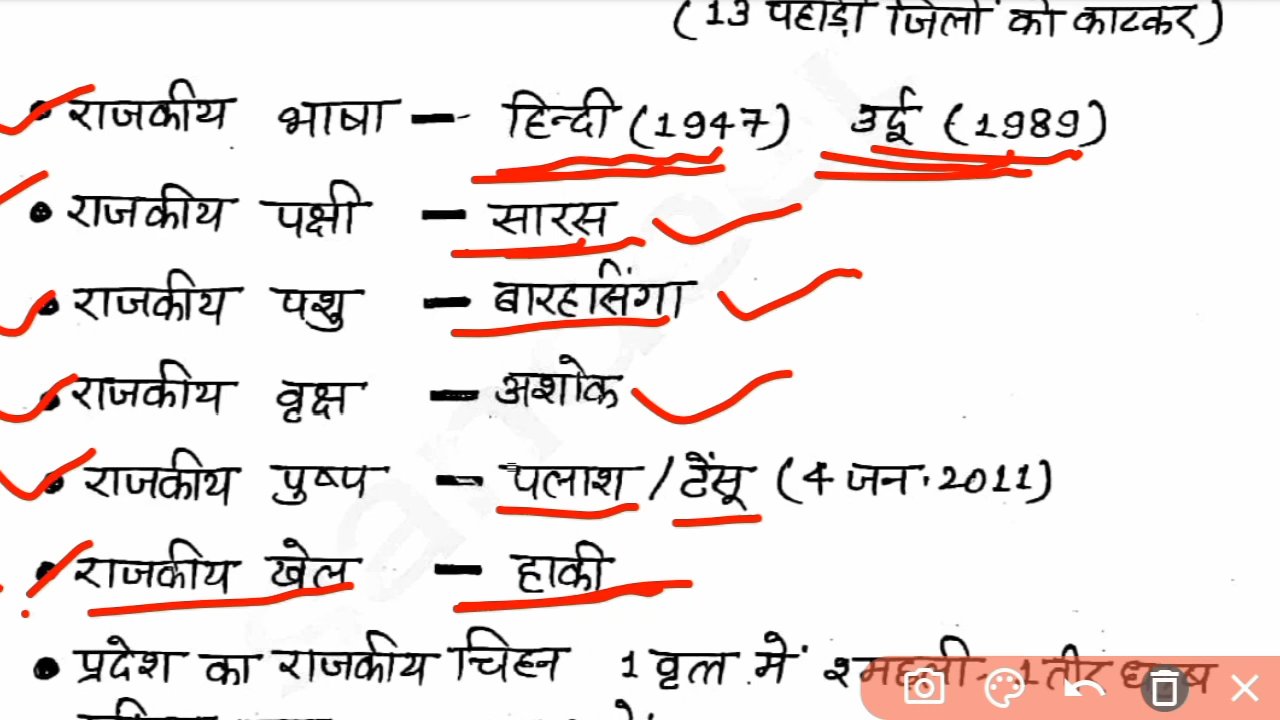 (13 पहाड़ी जिलों को काटकर)
• राजकीय भाषा - हिन्दी (1947) उर्दू (1989)
• राजकीय पक्षी - सारस
• राजकीय पशु - बारहसिंगा
• राजकीय वृक्ष - अशोक
• राजकीय पुष्प - पलाश / टेंसू (4 जन. 2011)
• राजकीय खेल - हाकी
• प्रदेश का राजकीय चिह्न 1 वृत्त में 2 मछली - 1 तीर